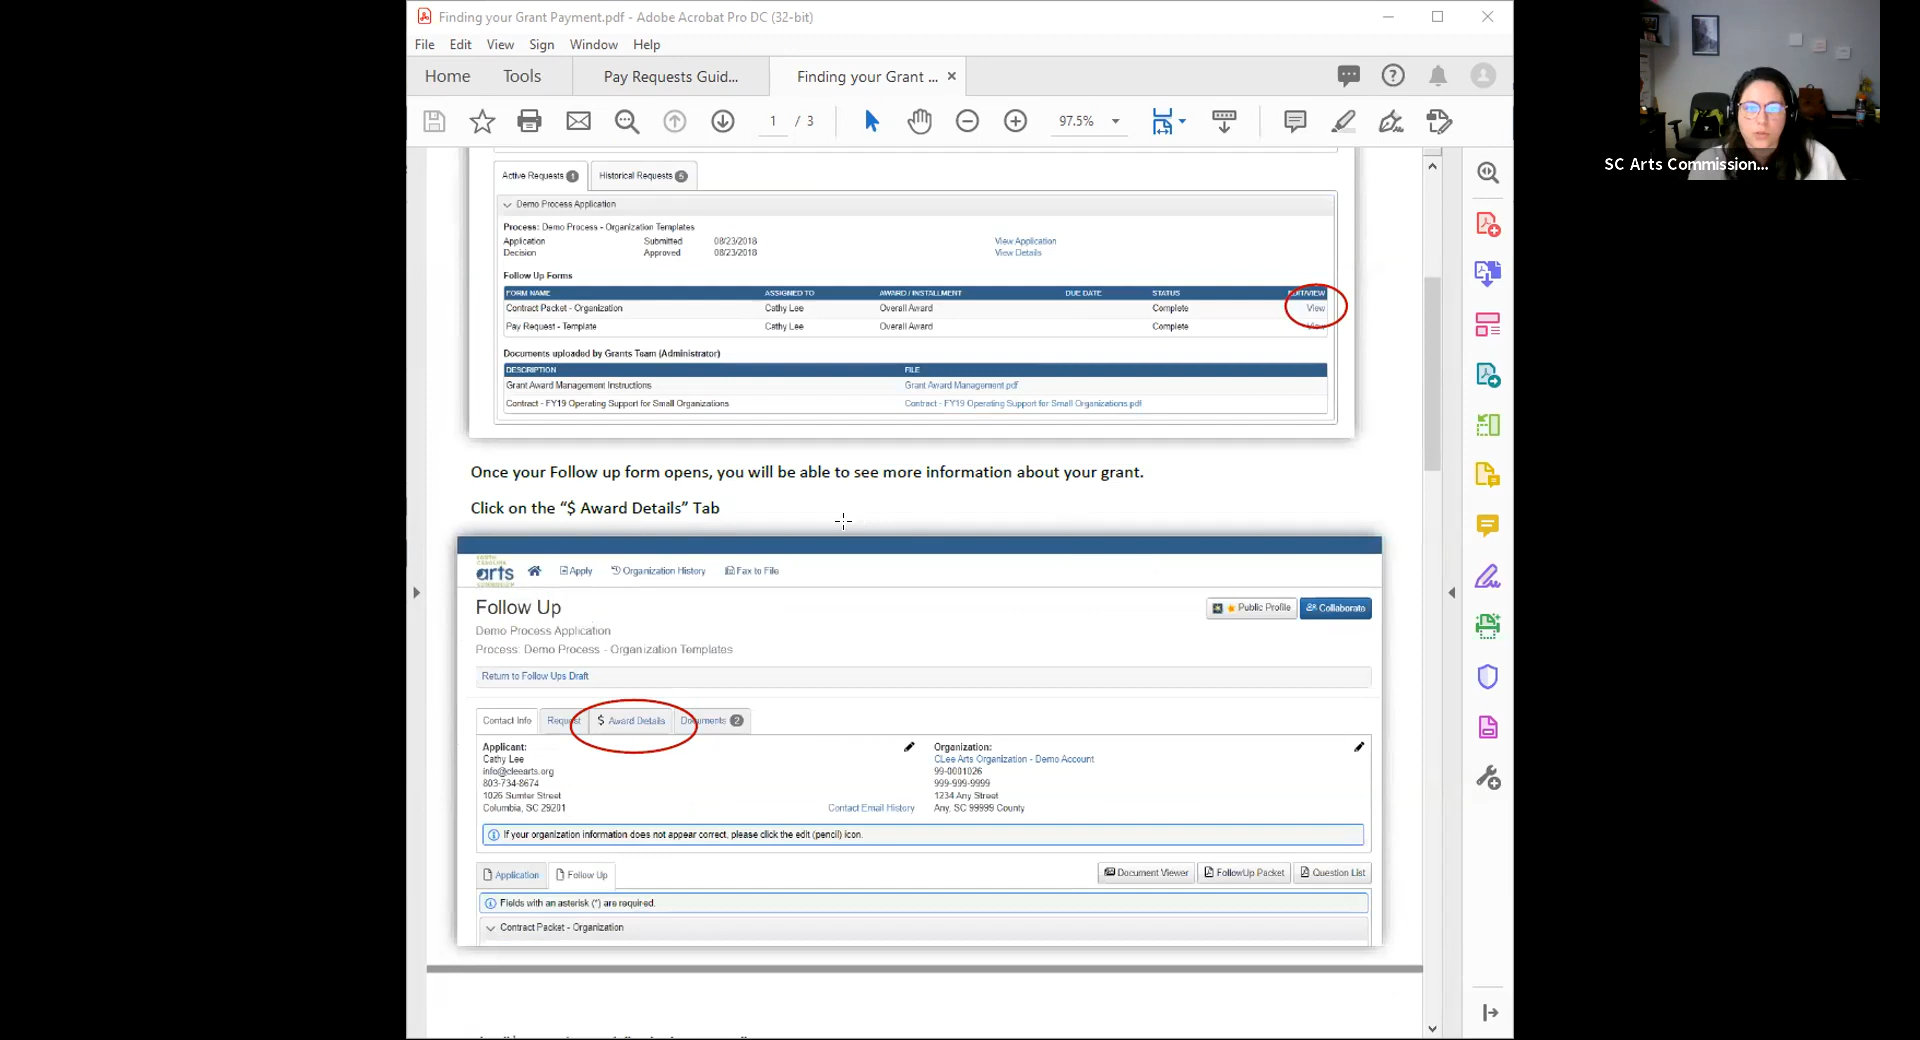 Finding your Grant Payment.pdf - Adobe Acrobat Pro DC (32-bit)
File Edit View Sign Window Help
Home Tools Pay Requests Guid... Finding your Grant ... ×
1 / 3 97.5%
SC Arts Commission...
Active Requests 1 Historical Requests 5
Demo Process Application
Process: Demo Process - Organization Templates
Application Submitted 08/23/2018 View Application
Decision Approved 08/23/2018 View Details
Follow Up Forms
FORM NAME ASSIGNED TO AWARD / INSTALLMENT DUE DATE STATUS EDIT/VIEW
Contract Packet - Organization Cathy Lee Overall Award Complete View
Pay Request - Template Cathy Lee Overall Award Complete View
Documents uploaded by Grants Team (Administrator)
DESCRIPTION FILE
Grant Award Management Instructions Grant Award Management.pdf
Contract - FY19 Operating Support for Small Organizations Contract - FY19 Operating Support for Small Organizations.pdf
Once your Follow up form opens, you will be able to see more information about your grant.
Click on the “$ Award Details” Tab
arts Apply Organization History Fax to File
Follow Up Public Profile Collaborate
Demo Process Application
Process: Demo Process - Organization Templates
Return to Follow Ups Draft
Contact Info Request $ Award Details Documents 2
Applicant: Organization:
Cathy Lee CLee Arts Organization - Demo Account
info@cleearts.org 99-0001026
803-734-8674 999-999-9999
1026 Sumter Street 1234 Any Street
Columbia, SC 29201 Contact Email History Any, SC 99999 County
If your organization information does not appear correct, please click the edit (pencil) icon.
Application Follow Up Document Viewer FollowUp Packet Question List
Fields with an asterisk (*) are required.
Contract Packet - Organization